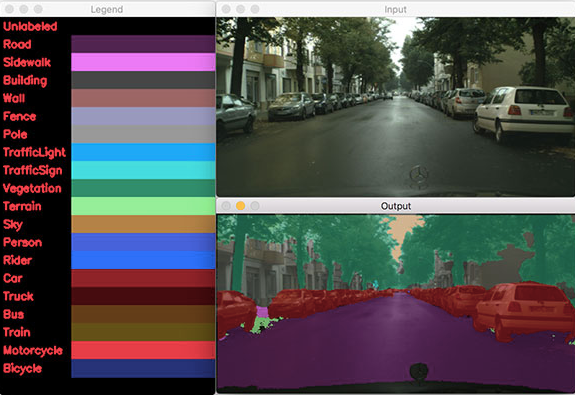 Legend
Unlabeled
Road
Sidewalk
Building
Wall
Fence
Pole
TrafficLight
TrafficSign
Vegetation
Terrain
Sky
Person
Rider
Car
Truck
Bus
Train
Motorcycle
Bicycle
Input
Output